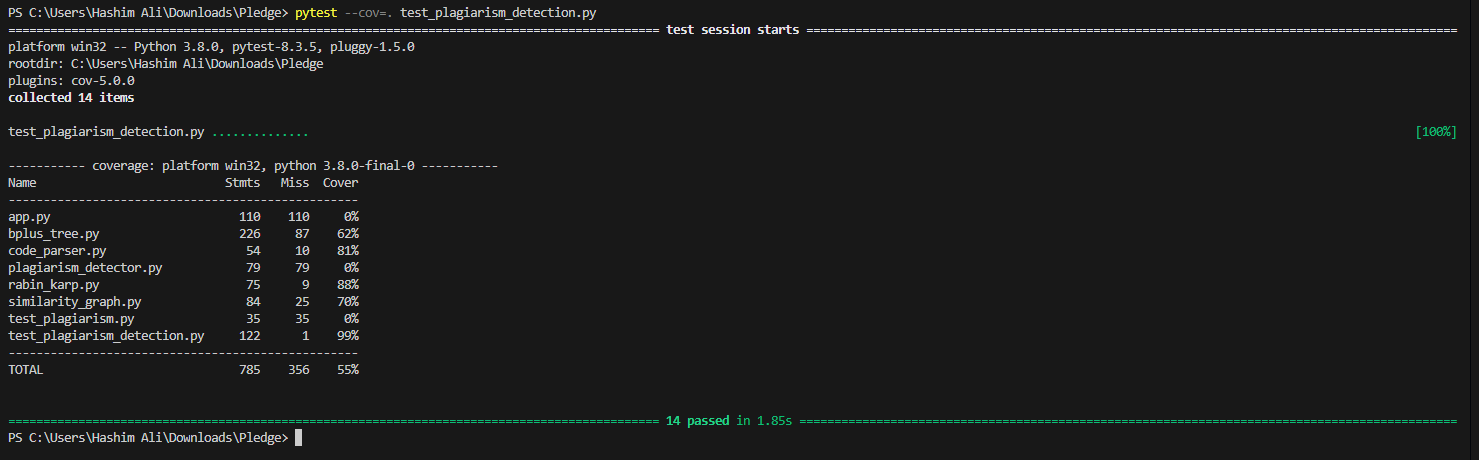 PS C:\Users\Hashim Ali\Downloads\Pledge> pytest --cov=. test_plagiarism_detection.py
============================================================================================= test session starts =============================================================================================
platform win32 -- Python 3.8.0, pytest-8.3.5, pluggy-1.5.0
rootdir: C:\Users\Hashim Ali\Downloads\Pledge
plugins: cov-5.0.0
collected 14 items

test_plagiarism_detection.py .............. [100%]

----------- coverage: platform win32, python 3.8.0-final-0 -----------
Name                           Stmts   Miss  Cover
--------------------------------------------------
app.py                           110    110     0%
bplus_tree.py                    226     87    62%
code_parser.py                    54     10    81%
plagiarism_detector.py            79     79     0%
rabin_karp.py                     75      9    88%
similarity_graph.py               84     25    70%
test_plagiarism.py                35     35     0%
test_plagiarism_detection.py     122      1    99%
--------------------------------------------------
TOTAL                            785    356    55%

============================================================================================= 14 passed in 1.85s ==============================================================================================
PS C:\Users\Hashim Ali\Downloads\Pledge>